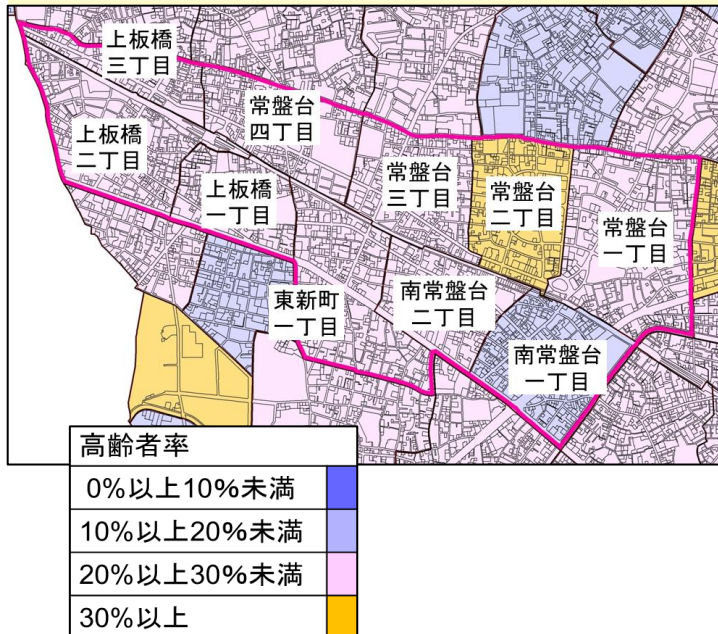 上板橋
三丁目
常盤台
四丁目
上板橋
二丁目
上板橋
一丁目
常盤台
三丁目
常盤台
二丁目
常盤台
一丁目
東新町
一丁目
南常盤台
二丁目
南常盤台
一丁目
高齢者率
0%以上10%未満
10%以上20%未満
20%以上30%未満
30%以上